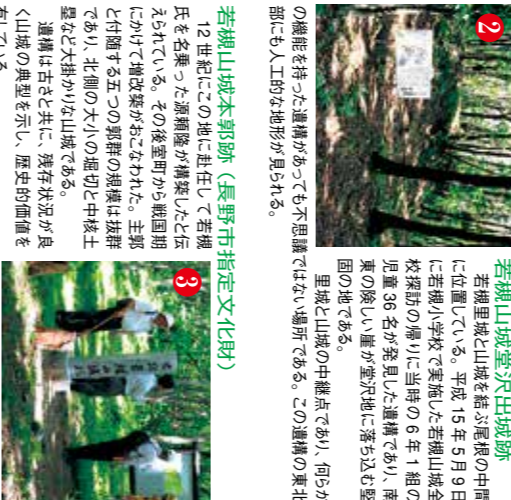 若槻山城堂沢出城跡
若槻里城と山城を結ぶ尾根の中間
に位置している。平成 15 年 5 月 9 日
に若槻小学校で実施した若槻山城全
校探訪の帰りに当時の 6 年 1 組の
児童 36 名が発見した遺構であり、南
東の険しい崖が堂沢地に落ち込む堅
固の地である。
里城と山城の中継点であり、何らか
の機能を持った遺構があっても不思議ではない場所である。この遺構の東北
部にも人工的な地形が見られる。
2
若槻山城本郭跡（長野市指定文化財）
12 世紀にこの地に赴任して若槻
氏を名乗った源頼隆が構築したと伝
えられている。その後室町から戦国期
にかけて増改築がおこなわれた。主郭
と付随する五つの郭群の規模は抜群
であり、北側の大小の堀切と中核土
塁など大掛かりな山城である。
遺構は古さと共に、残存状況が良
く山城の典型を示し、歴史的価値を
有している
3